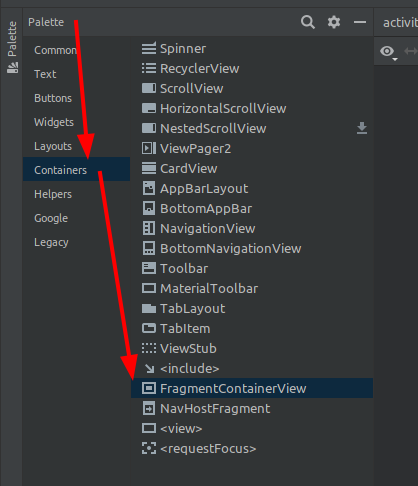 Palette
Palette
activit
Common
Text
Buttons
Widgets
Layouts
Containers
Helpers
Google
Legacy
Spinner
RecyclerView
ScrollView
HorizontalScrollView
NestedScrollView
ViewPager2
CardView
AppBarLayout
BottomAppBar
NavigationView
BottomNavigationView
Toolbar
MaterialToolbar
TabLayout
TabItem
ViewStub
<include>
FragmentContainerView
NavHostFragment
<view>
<requestFocus>